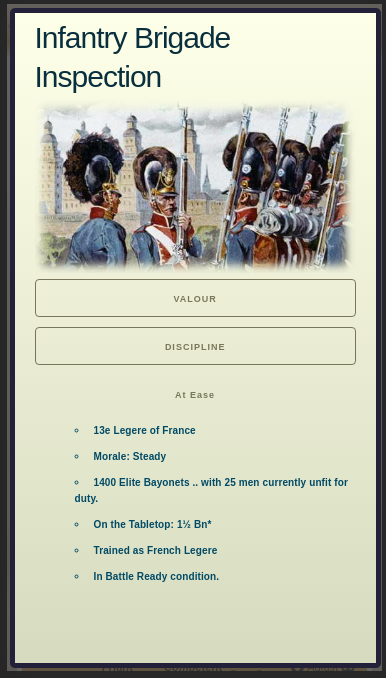 Infantry Brigade
Inspection
VALOUR
DISCIPLINE
At Ease
13e Legere of France
Morale: Steady
1400 Elite Bayonets .. with 25 men currently unfit for
duty.
On the Tabletop: 1½ Bn*
Trained as French Legere
In Battle Ready condition.